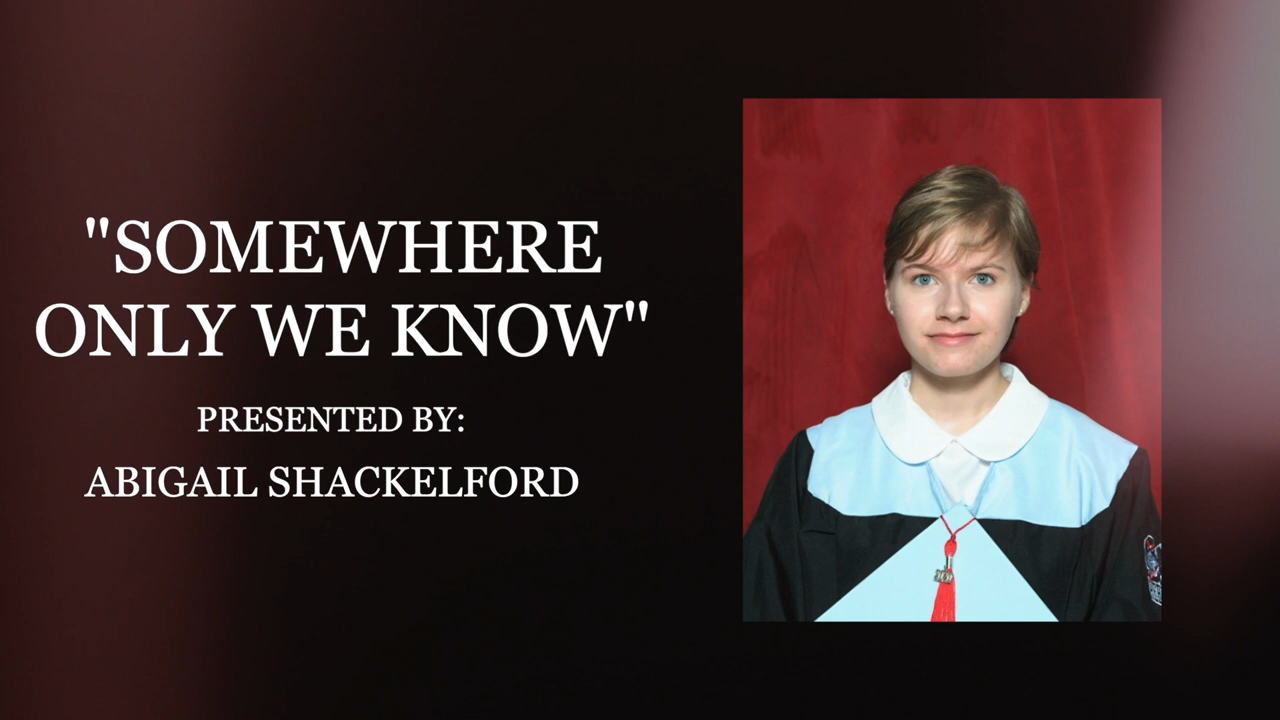 "SOMEWHERE
ONLY WE KNOW"
PRESENTED BY:
ABIGAIL SHACKELFORD